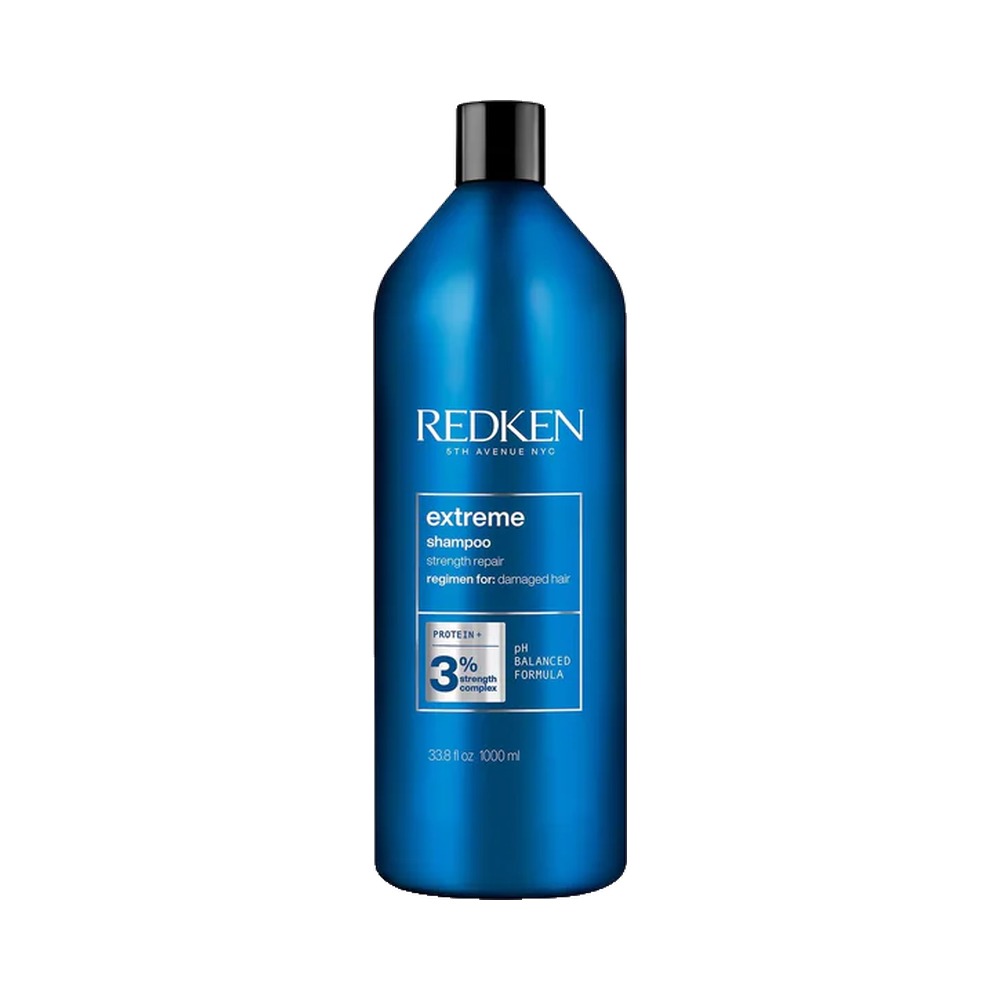 REDKEN
5TH AVENUE NYC
extreme
shampoo
strength repair
regimen for: damaged hair
PROTEIN +
3%
strength
complex
pH
BALANCED
FORMULA
33.8 fl oz 1000 ml